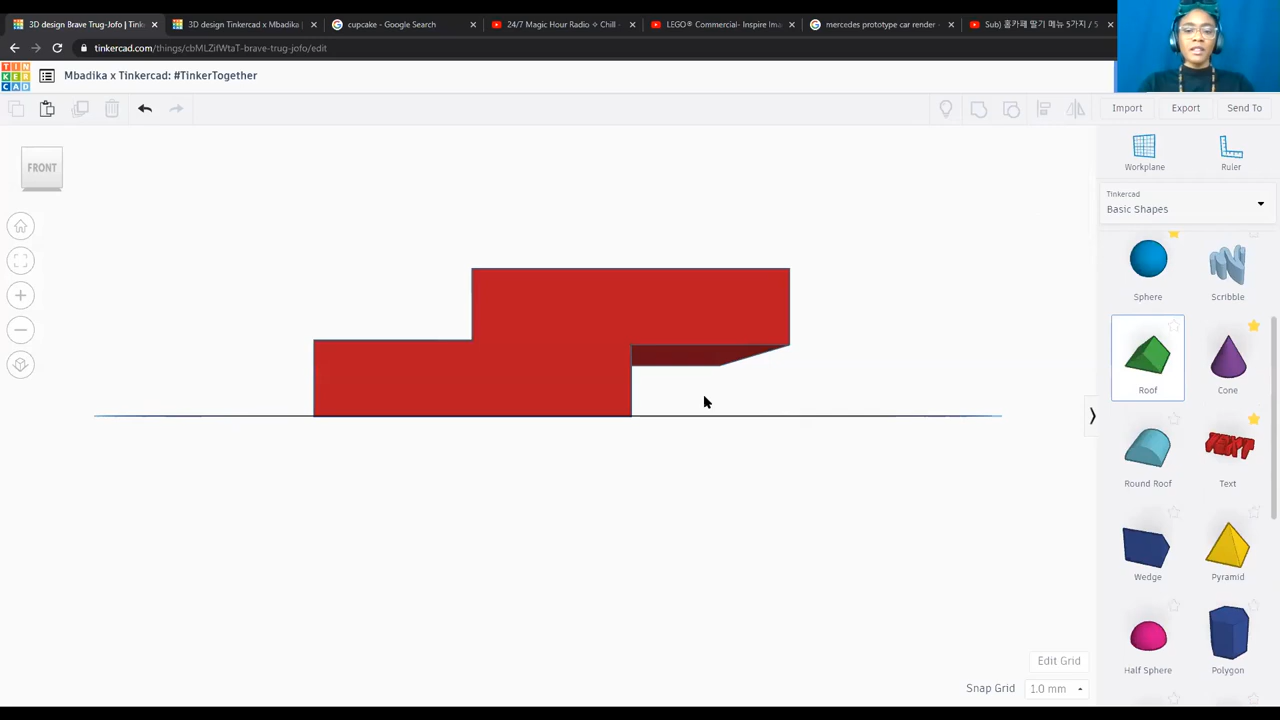 3D design Brave Trug-Jofo | Tink
3D design Tinkercad x Mbadika |
cupcake - Google Search
24/7 Magic Hour Radio ✧ Chill -
LEGO® Commercial- Inspire Ima
mercedes prototype car render -
Sub) 홈카페 딸기 메뉴 5가지 / 5
tinkercad.com/things/cbMLZifWtaT-brave-trug-jofo/edit
TIN
KER
CAD
Mbadika x Tinkercad: #TinkerTogether
Import
Export
Send To
FRONT
Workplane
Ruler
Tinkercad
Basic Shapes
Sphere
Scribble
Roof
Cone
TEXT
Round Roof
Text
Wedge
Pyramid
Half Sphere
Polygon
Edit Grid
Snap Grid 1.0 mm